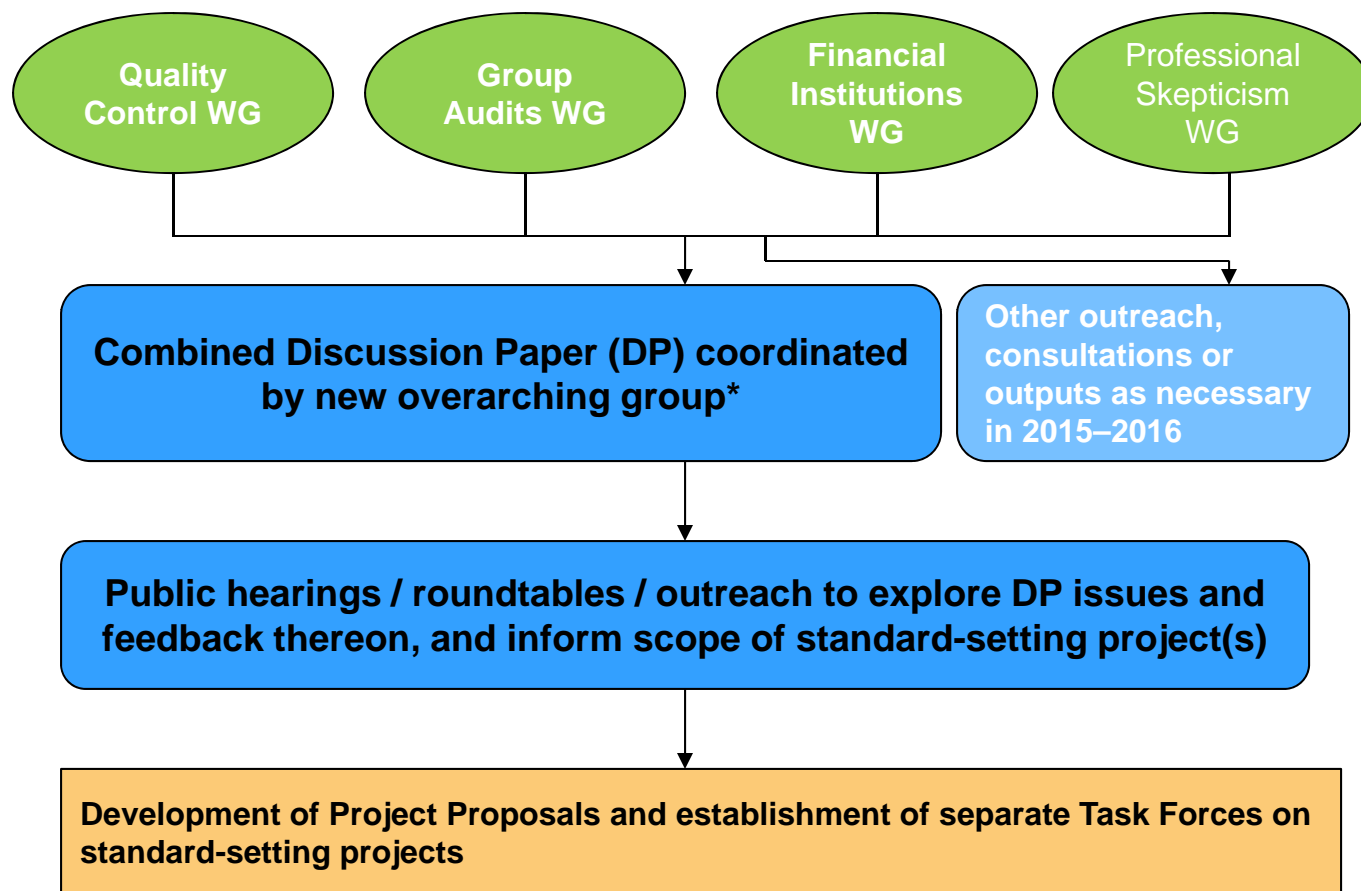 Quality
Control WG
Group
Audits WG
Financial
Institutions
WG
Professional
Skepticism
WG
Combined Discussion Paper (DP) coordinated
by new overarching group*
Other outreach,
consultations or
outputs as necessary
in 2015–2016
Public hearings / roundtables / outreach to explore DP issues and
feedback thereon, and inform scope of standard-setting project(s)
Development of Project Proposals and establishment of separate Task Forces on
standard-setting projects